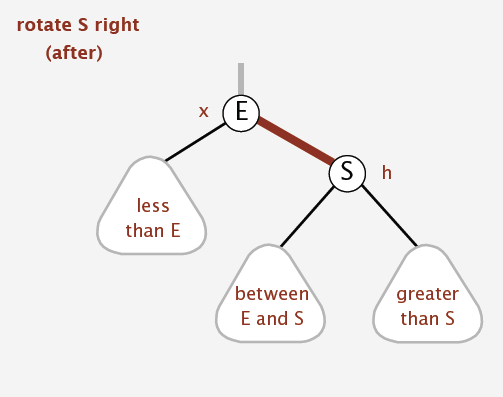 rotate S right
(after)
x
E
S
h
less
than E
between
E and S
greater
than S